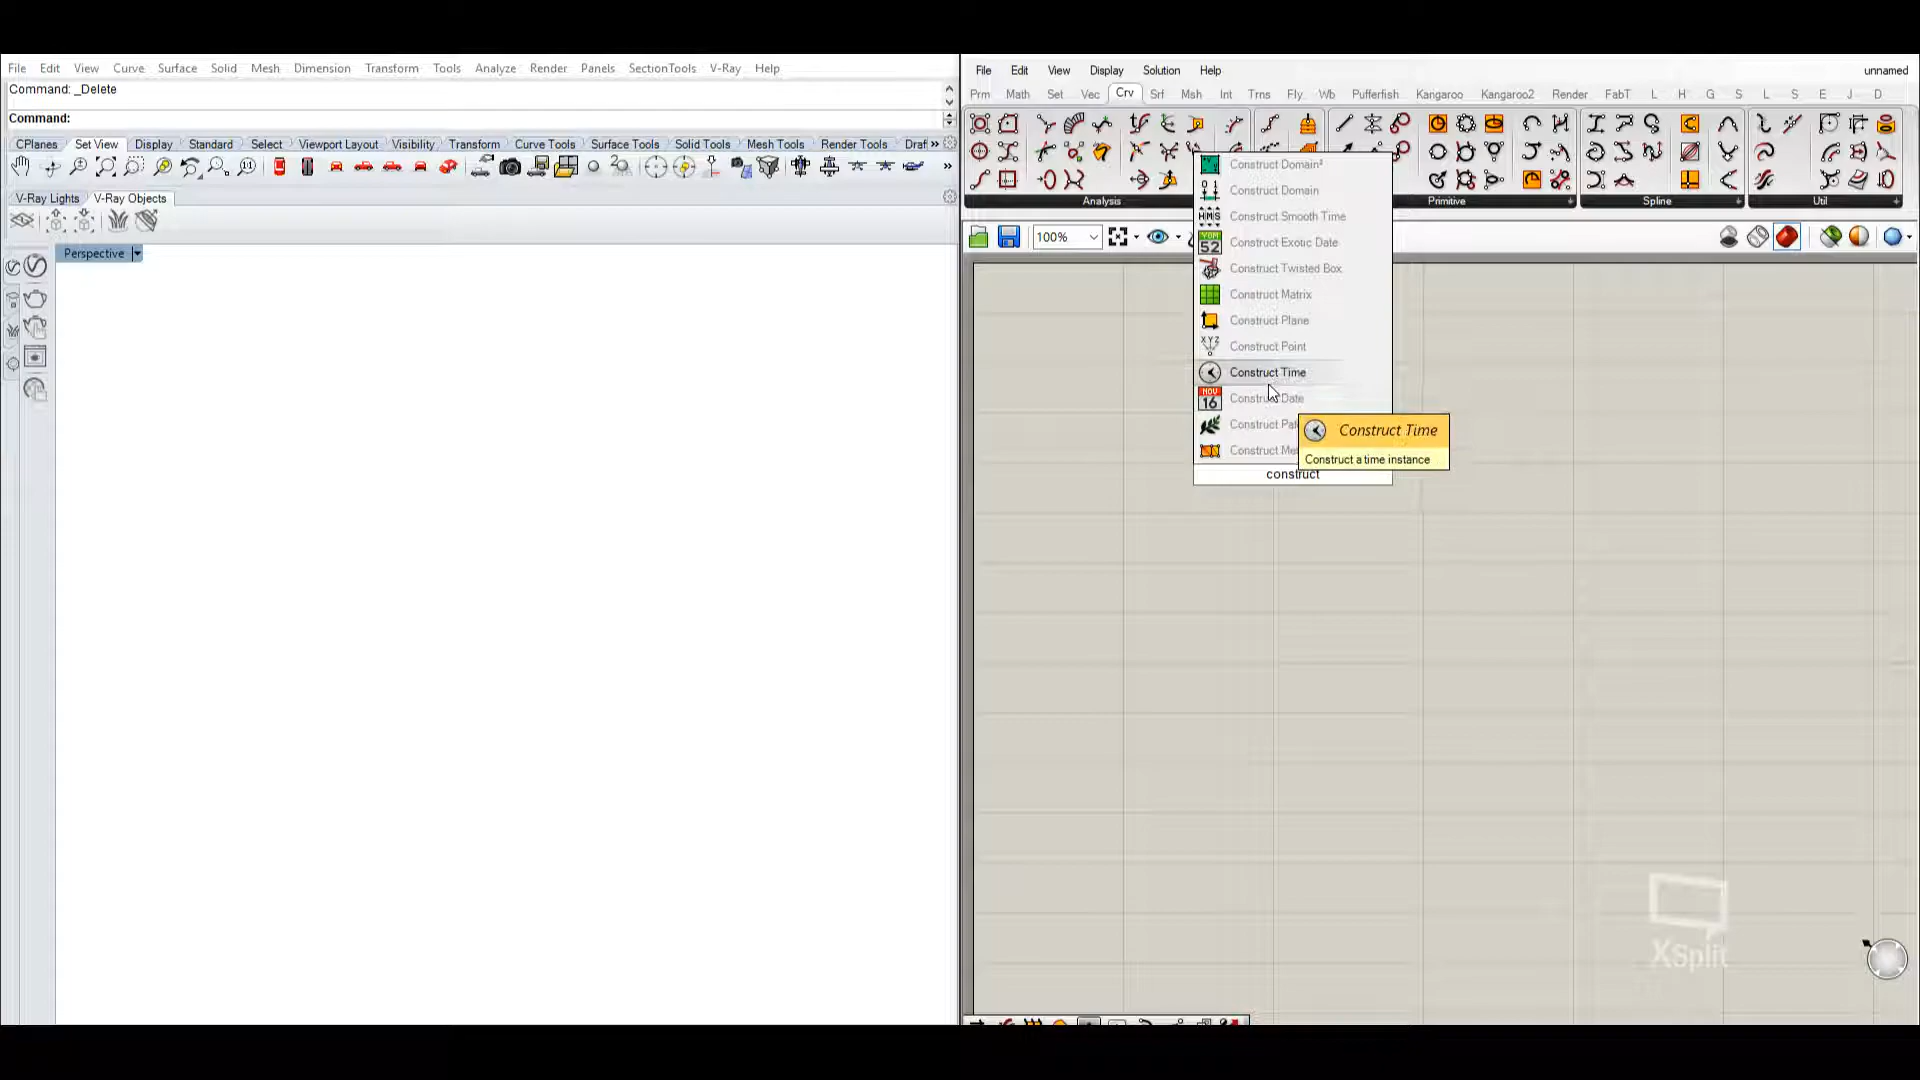 File Edit View Curve Surface Solid Mesh Dimension Transform Tools Analyze Render Panels SectionTools V-Ray Help
Command: _Delete
Command:
CPlanes Set View Display Standard Select Viewport Layout Visibility Transform Curve Tools Surface Tools Solid Tools Mesh Tools Render Tools Draf
V-Ray Lights V-Ray Objects
Perspective
File Edit View Display Solution Help unnamed
Prm Math Set Vec Crv Srf Msh Int Trns Fly Wb Pufferfish Kangaroo Kangaroo2 Render FabT L H G S L S E J D
Analysis Primitive Spline Util
100%
Construct Domain²
Construct Domain
Construct Smooth Time
Construct Exotic Date
Construct Twisted Box
Construct Matrix
Construct Plane
Construct Point
Construct Time
Construct Date
Construct Pat
Construct Me
construct
Construct Time
Construct a time instance
XSplit